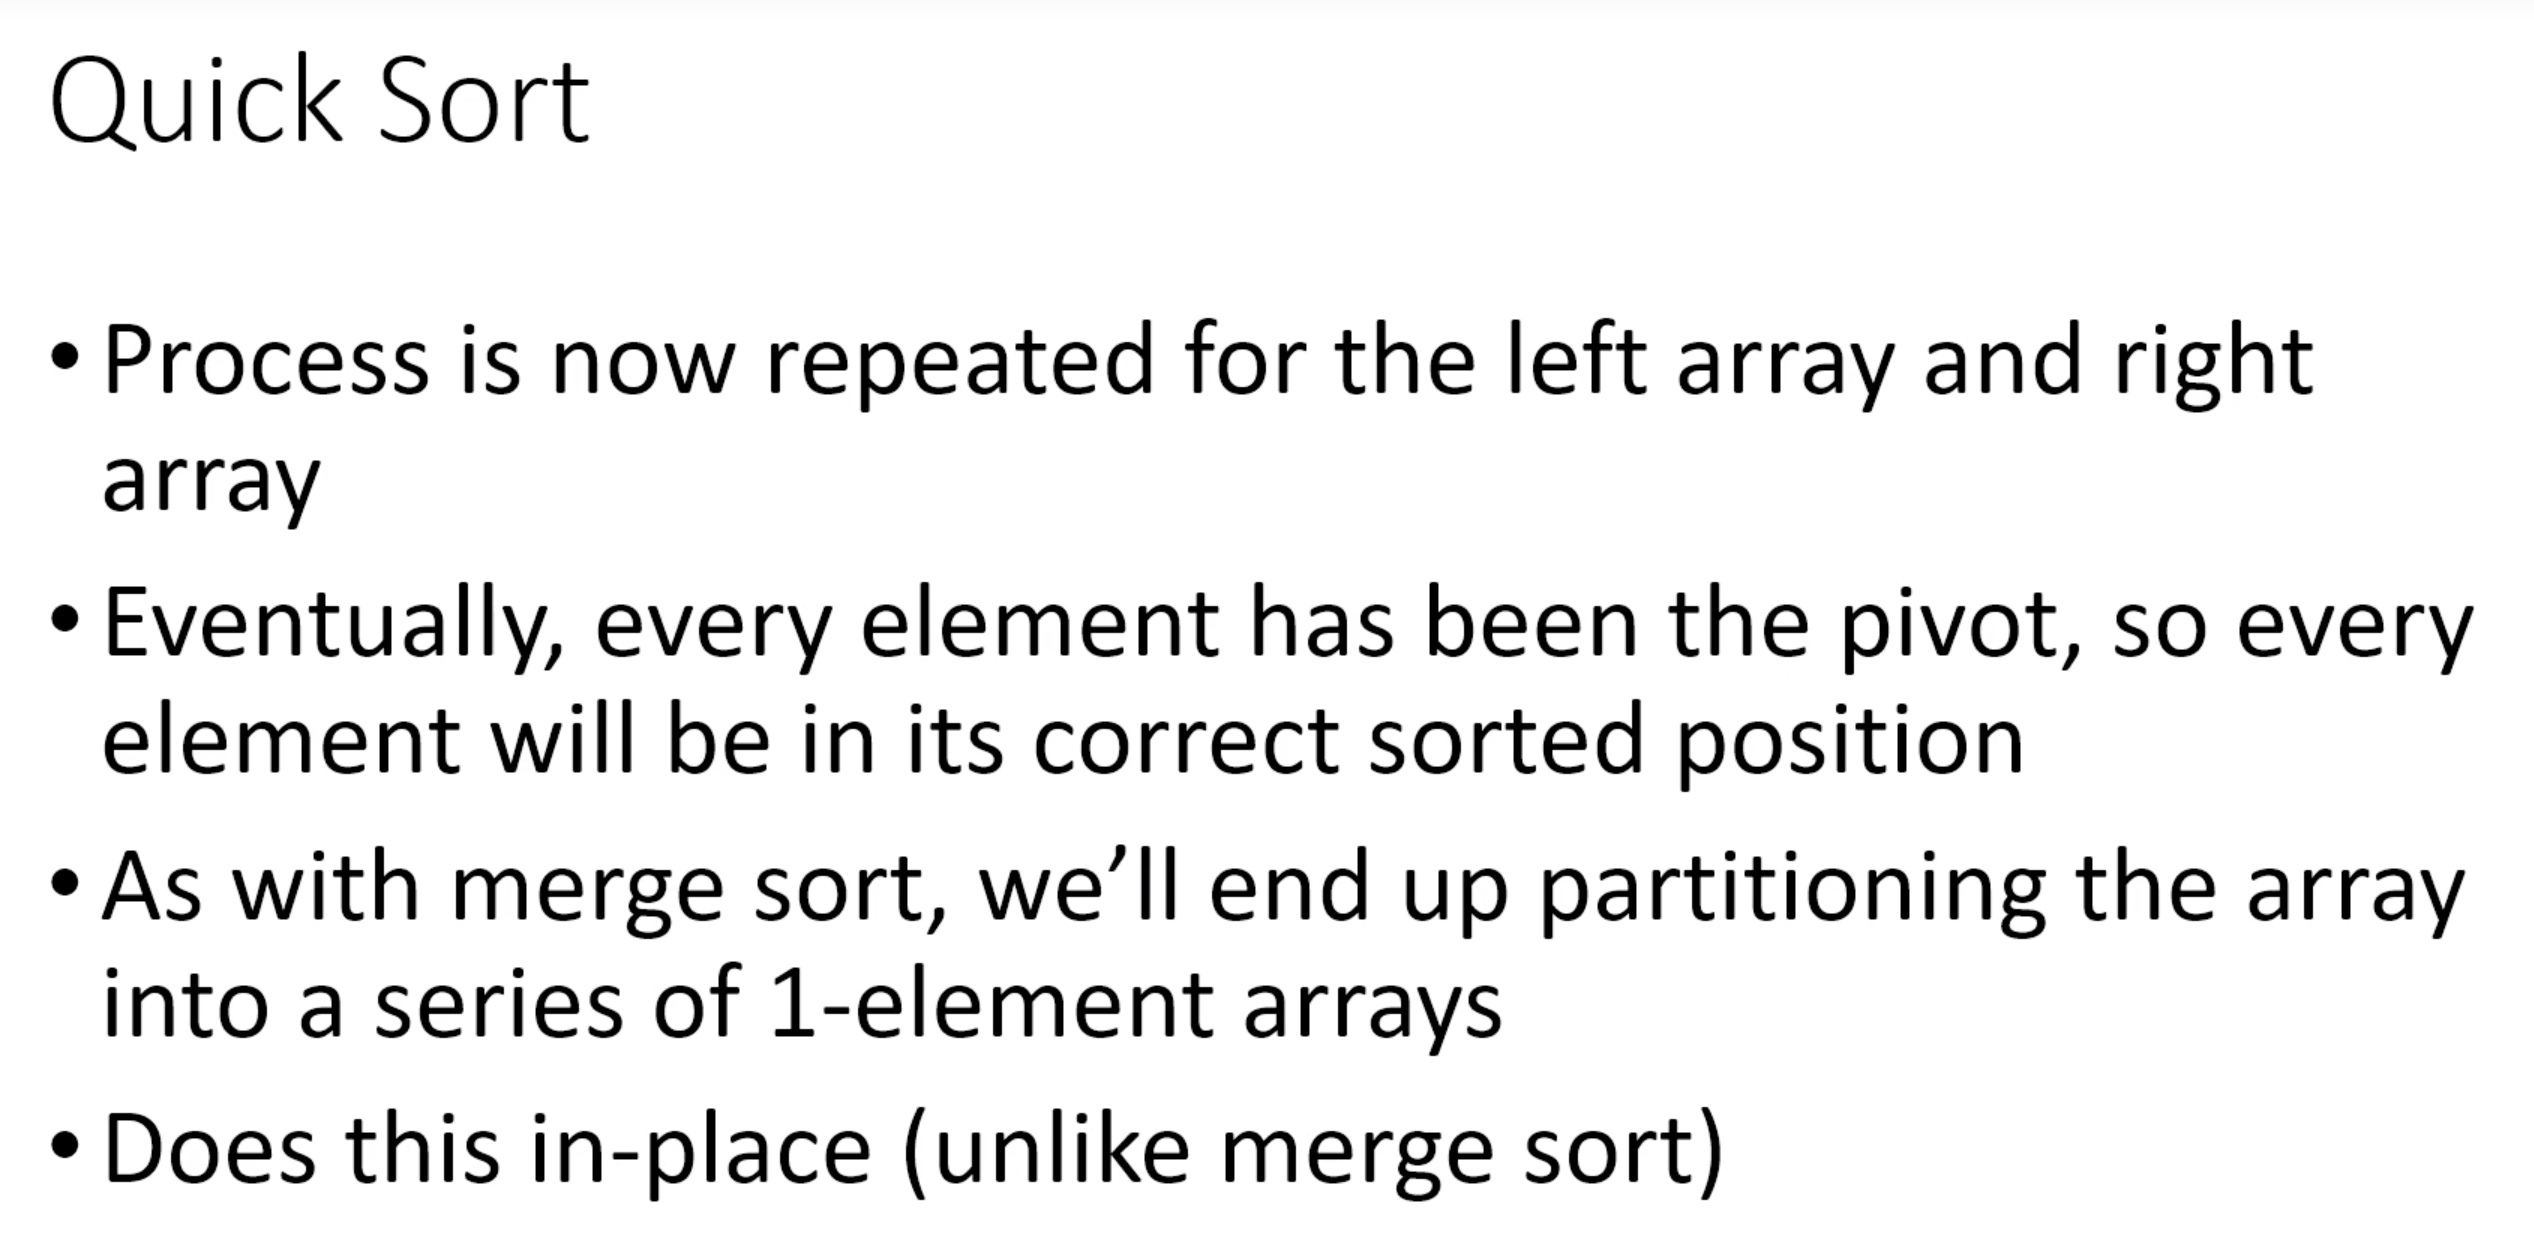 Quick Sort
• Process is now repeated for the left array and right
array
• Eventually, every element has been the pivot, so every
element will be in its correct sorted position
• As with merge sort, we’ll end up partitioning the array
into a series of 1-element arrays
• Does this in-place (unlike merge sort)